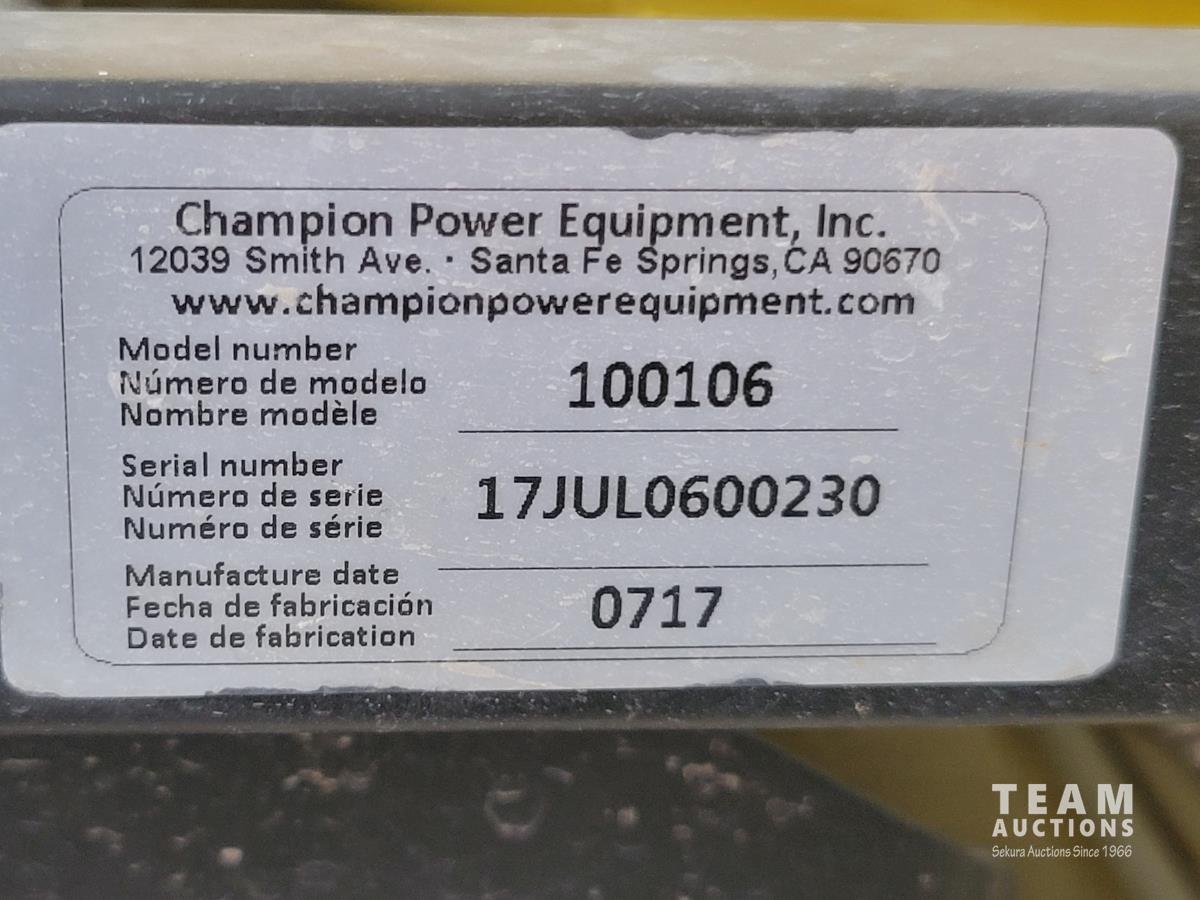 Champion Power Equipment, Inc.
12039 Smith Ave. · Santa Fe Springs, CA 90670
www.championpowerequipment.com
Model number
Número de modelo
Nombre modèle
100106
Serial number
Número de serie
Numéro de série
17JUL0600230
Manufacture date
Fecha de fabricación
Date de fabrication
0717
TEAM
AUCTIONS
Sekura Auctions Since 1966